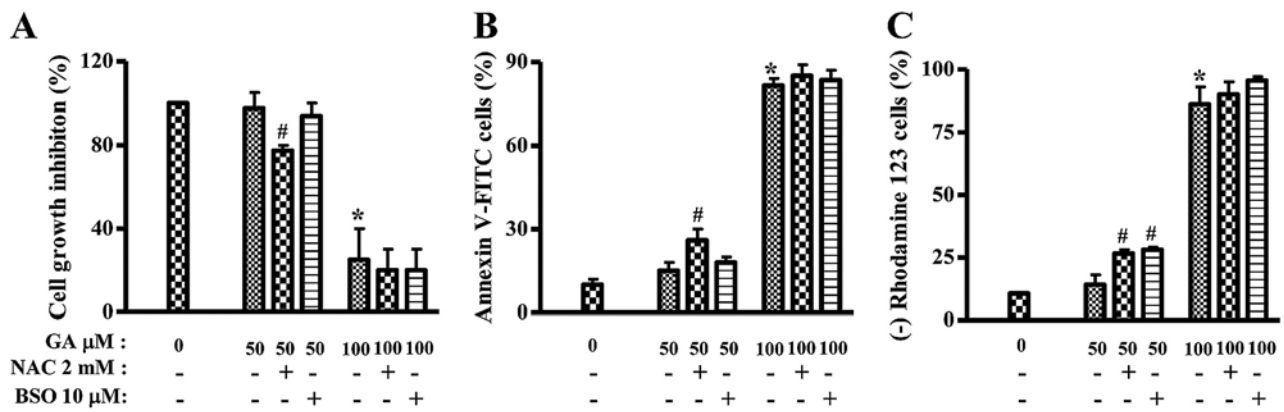 A
Cell growth inhibiton (%)
120
80
40
0
#
*
B
Annexin V-FITC cells (%)
90
60
30
0
#
*
C
(-) Rhodamine 123 cells (%)
100
75
50
25
0
# #
*
GA μM : 0 50 50 50 100 100 100 0 50 50 50 100 100 100 0 50 50 50 100 100 100
NAC 2 mM : - - + - - + - - - + - - + - - - + - - + -
BSO 10 μM: - - - + - - + - - - + - - + - - - + - - +